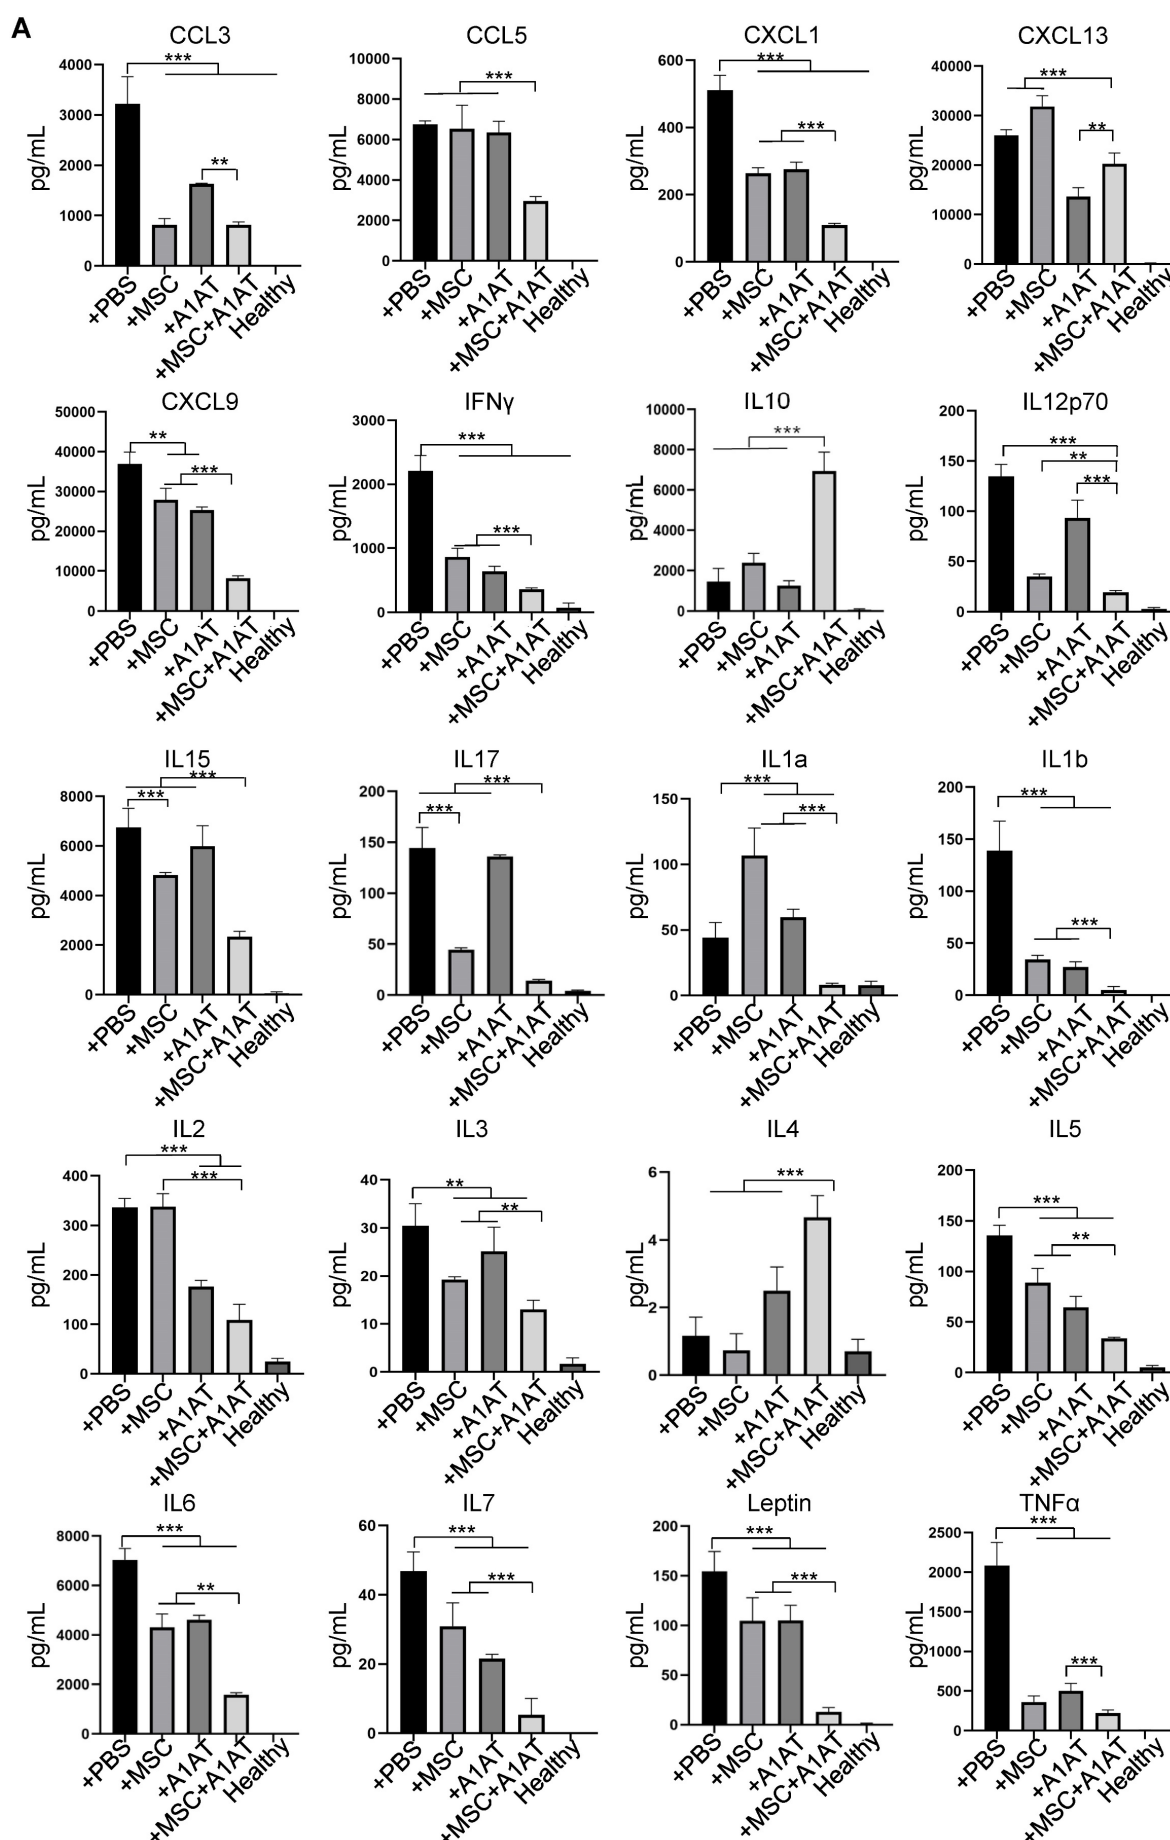 A
CCL3 CCL5 CXCL1 CXCL13
*** *** *** ***
** *** **
pg/mL pg/mL pg/mL pg/mL
4000 3000 2000 1000 0
10000 8000 6000 4000 2000 0
600 400 200 0
40000 30000 20000 10000 0
+PBS +MSC +A1AT +MSC+A1AT Healthy
+PBS +MSC +A1AT +MSC+A1AT Healthy
+PBS +MSC +A1AT +MSC+A1AT Healthy
+PBS +MSC +A1AT +MSC+A1AT Healthy
CXCL9 IFNγ IL10 IL12p70
** *** *** ***
*** *** ** ***
pg/mL pg/mL pg/mL pg/mL
50000 40000 30000 20000 10000 0
3000 2000 1000 0
10000 8000 6000 4000 2000 0
200 150 100 50 0
+PBS +MSC +A1AT +MSC+A1AT Healthy
+PBS +MSC +A1AT +MSC+A1AT Healthy
+PBS +MSC +A1AT +MSC+A1AT Healthy
+PBS +MSC +A1AT +MSC+A1AT Healthy
IL15 IL17 IL1a IL1b
*** *** *** ***
*** *** *** ***
pg/mL pg/mL pg/mL pg/mL
8000 6000 4000 2000 0
200 150 100 50 0
150 100 50 0
200 150 100 50 0
+PBS +MSC +A1AT +MSC+A1AT Healthy
+PBS +MSC +A1AT +MSC+A1AT Healthy
+PBS +MSC +A1AT +MSC+A1AT Healthy
+PBS +MSC +A1AT +MSC+A1AT Healthy
IL2 IL3 IL4 IL5
*** ** *** ***
*** ** **
pg/mL pg/mL pg/mL pg/mL
400 300 200 100 0
40 30 20 10 0
6 4 2 0
200 150 100 50 0
+PBS +MSC +A1AT +MSC+A1AT Healthy
+PBS +MSC +A1AT +MSC+A1AT Healthy
+PBS +MSC +A1AT +MSC+A1AT Healthy
+PBS +MSC +A1AT +MSC+A1AT Healthy
IL6 IL7 Leptin TNFα
*** *** *** ***
** *** *** ***
pg/mL pg/mL pg/mL pg/mL
8000 6000 4000 2000 0
60 40 20 0
200 150 100 50 0
2500 2000 1500 1000 500 0
+PBS +MSC +A1AT +MSC+A1AT Healthy
+PBS +MSC +A1AT +MSC+A1AT Healthy
+PBS +MSC +A1AT +MSC+A1AT Healthy
+PBS +MSC +A1AT +MSC+A1AT Healthy